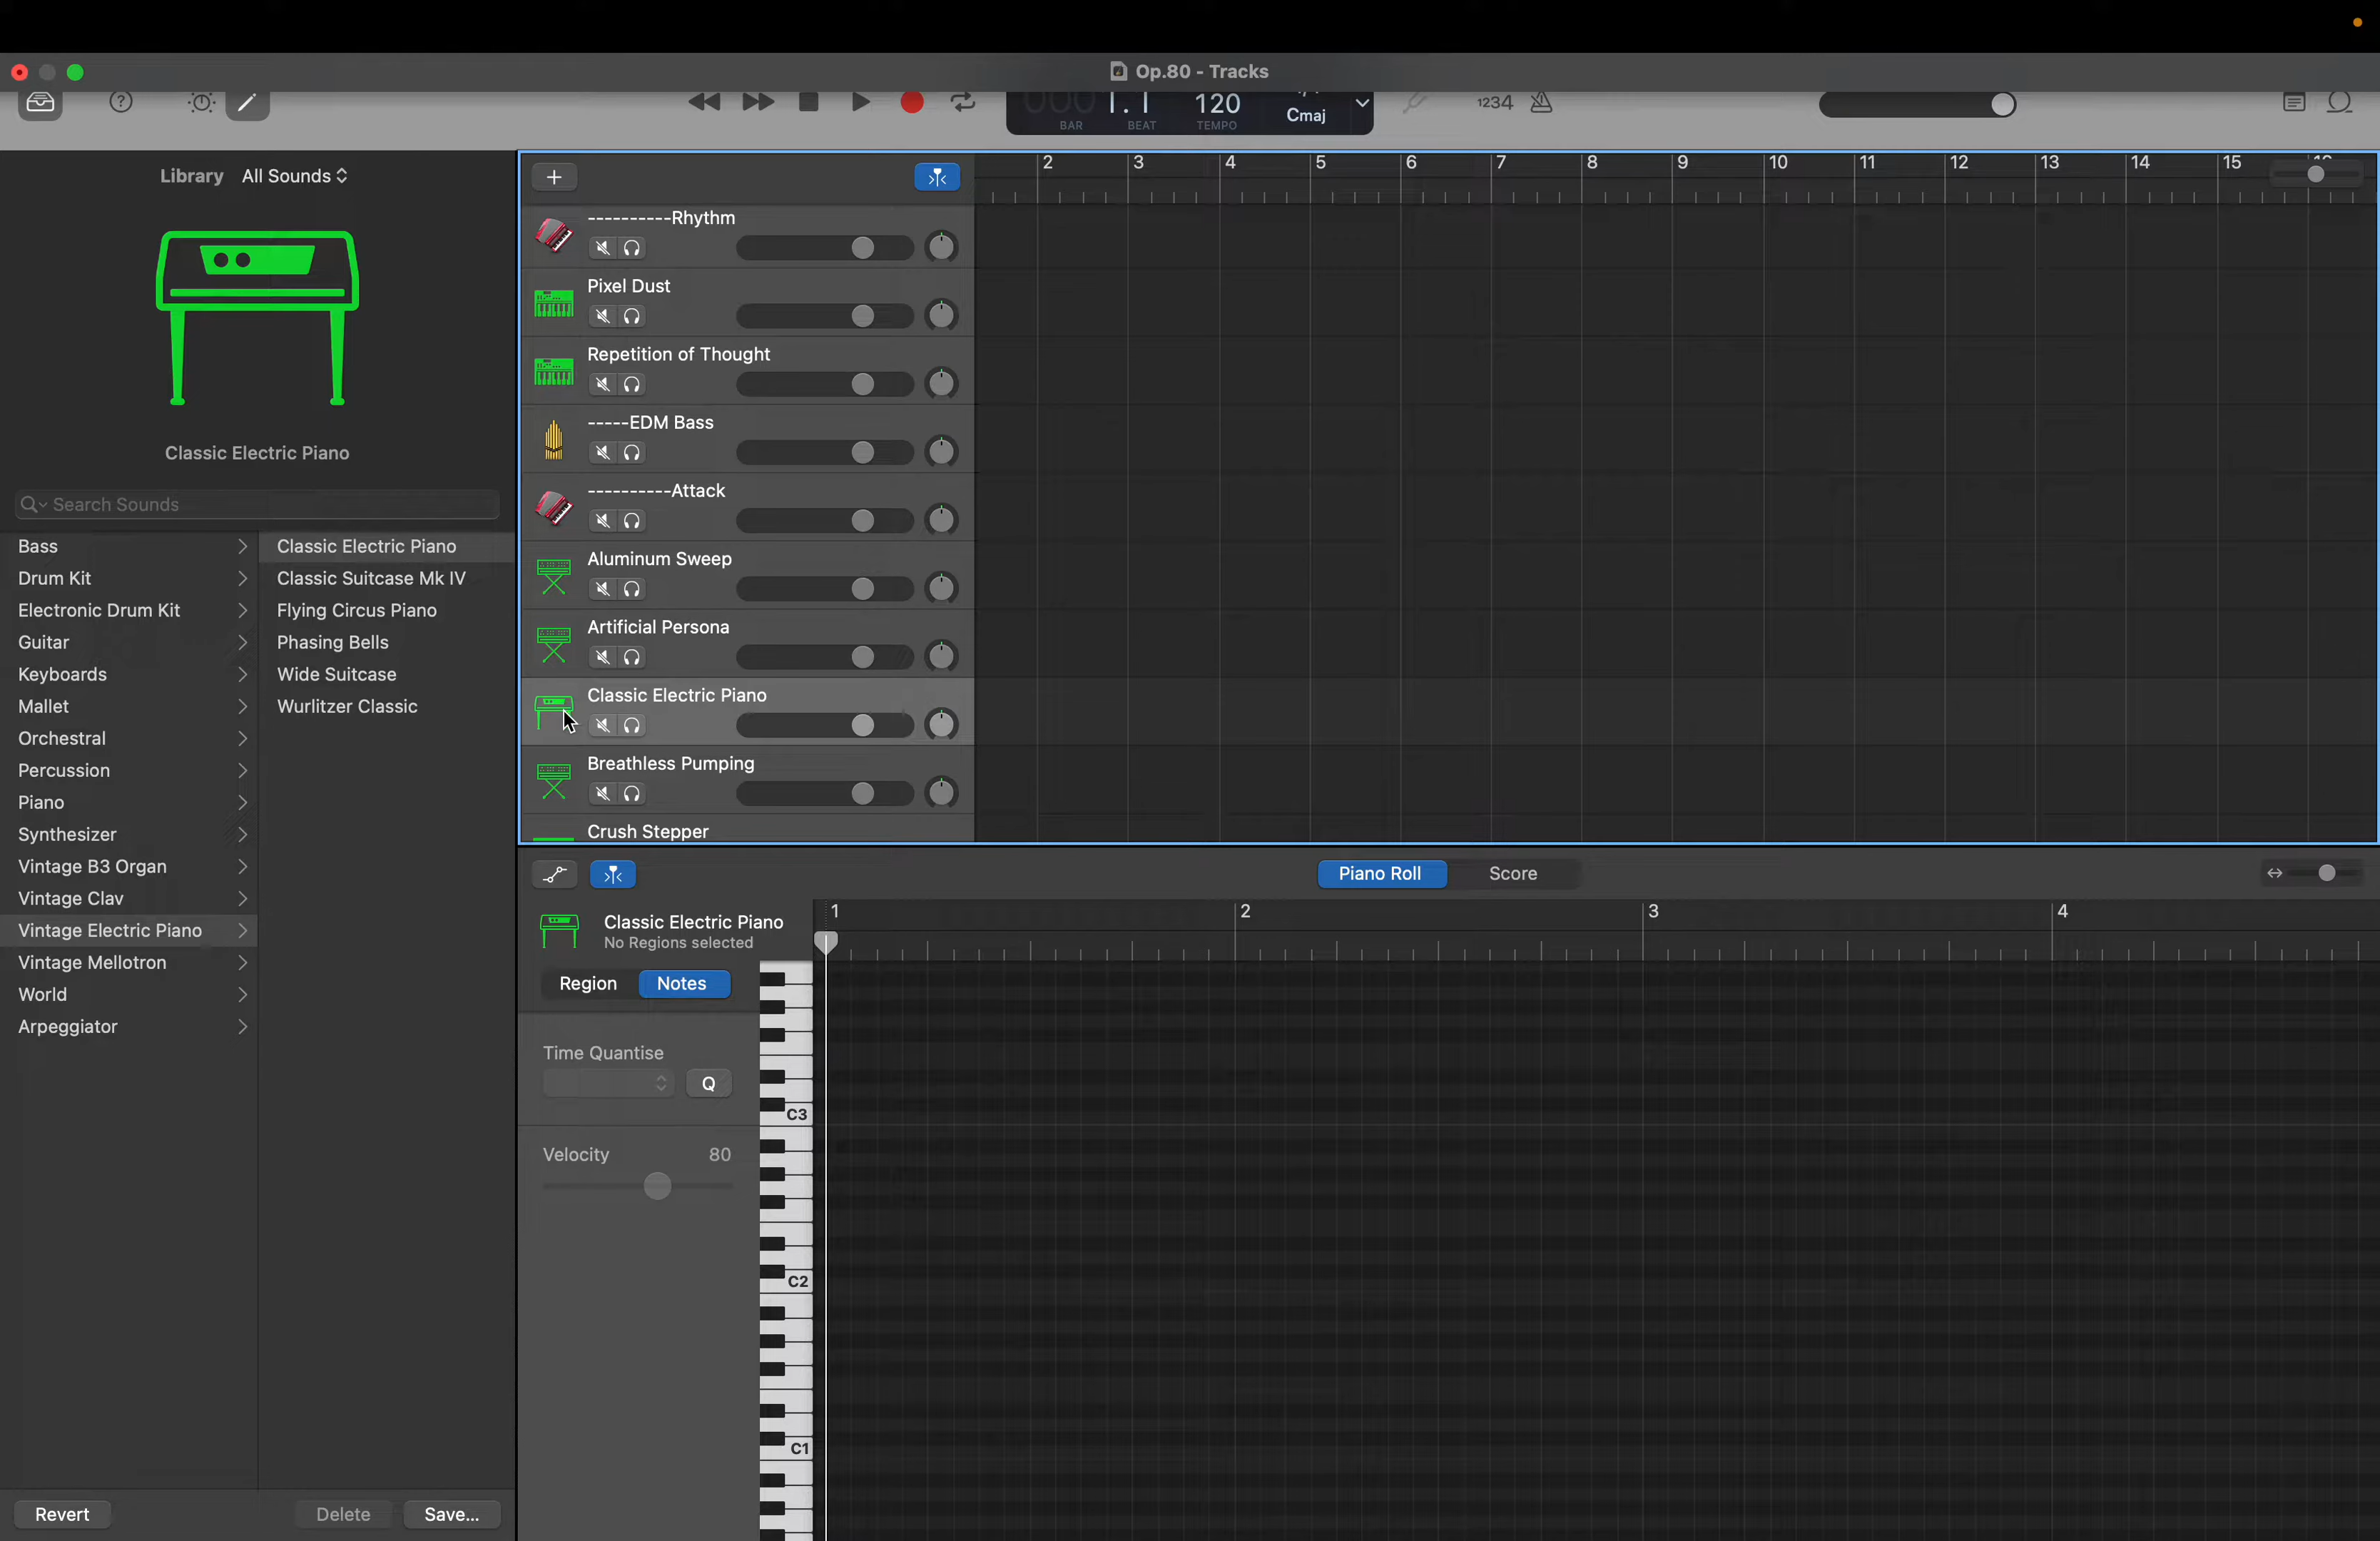 Op.80 - Tracks
1.1 120
1234
Cmaj
BAR BEAT TEMPO
Library All Sounds
Classic Electric Piano
Search Sounds
Bass
Drum Kit
Electronic Drum Kit
Guitar
Keyboards
Mallet
Orchestral
Percussion
Piano
Synthesizer
Vintage B3 Organ
Vintage Clav
Vintage Electric Piano
Vintage Mellotron
World
Arpeggiator
Classic Electric Piano
Classic Suitcase Mk IV
Flying Circus Piano
Phasing Bells
Wide Suitcase
Wurlitzer Classic
Revert Delete Save...
2 3 4 5 6 7 8 9 10 11 12 13 14 15
----------Rhythm
Pixel Dust
Repetition of Thought
-----EDM Bass
----------Attack
Aluminum Sweep
Artificial Persona
Classic Electric Piano
Breathless Pumping
Crush Stepper
Piano Roll Score
1 2 3 4
Classic Electric Piano
No Regions selected
Region Notes
Time Quantise
Q
Velocity 80
C3
C2
C1